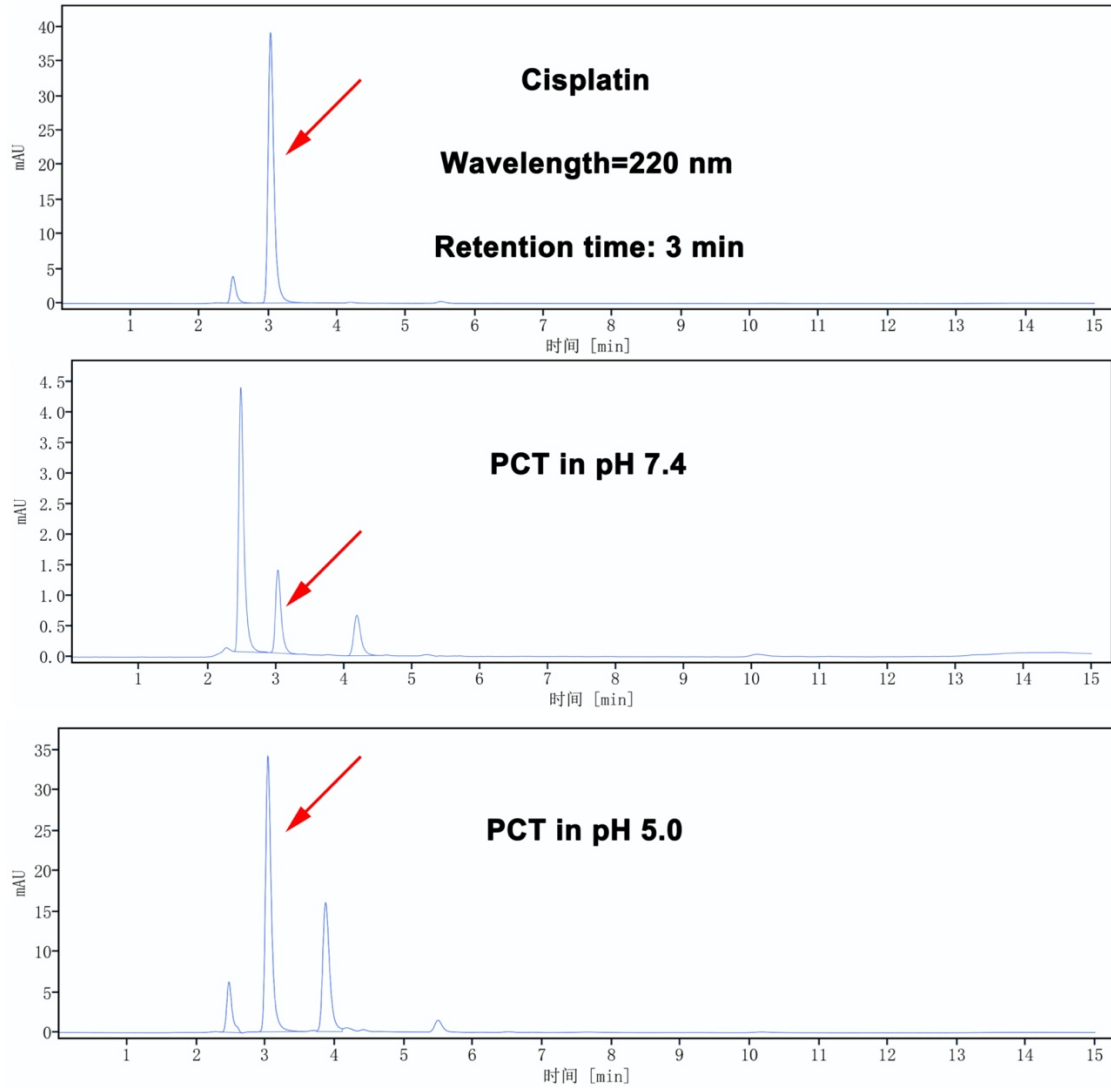 40
35
30
25
20
15
10
5
0
mAU
Cisplatin
Wavelength=220 nm
Retention time: 3 min
1 2 3 4 5 6 7 8 9 10 11 12 13 14 15
时间 [min]
4.5
4.0
3.5
3.0
2.5
2.0
1.5
1.0
0.5
0.0
mAU
PCT in pH 7.4
1 2 3 4 5 6 7 8 9 10 11 12 13 14 15
时间 [min]
35
30
25
20
15
10
5
0
mAU
PCT in pH 5.0
1 2 3 4 5 6 7 8 9 10 11 12 13 14 15
时间 [min]